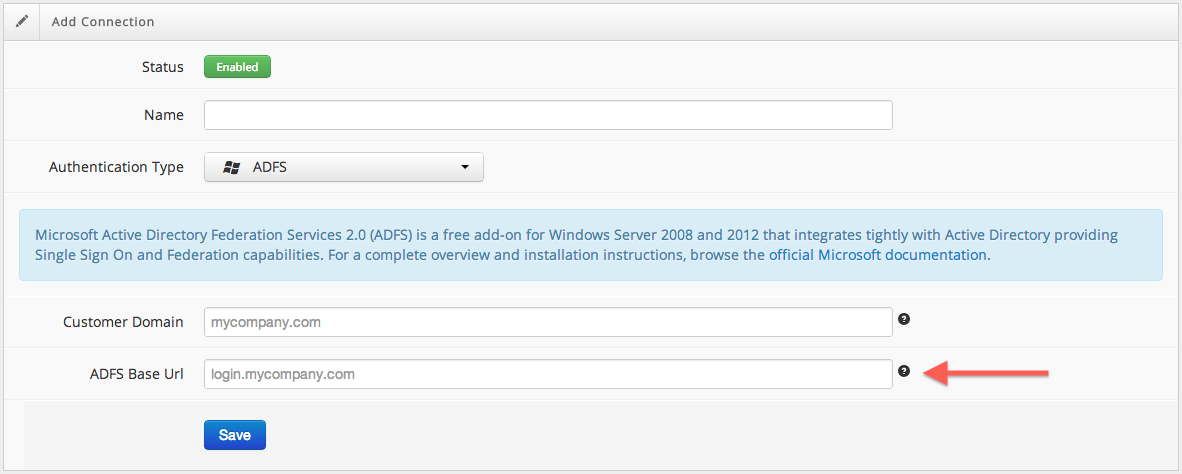 Add Connection
Status
Enabled
Name
Authentication Type
ADFS
Microsoft Active Directory Federation Services 2.0 (ADFS) is a free add-on for Windows Server 2008 and 2012 that integrates tightly with Active Directory providing
Single Sign On and Federation capabilities. For a complete overview and installation instructions, browse the official Microsoft documentation.
Customer Domain
mycompany.com
?
ADFS Base Url
login.mycompany.com
?
Save